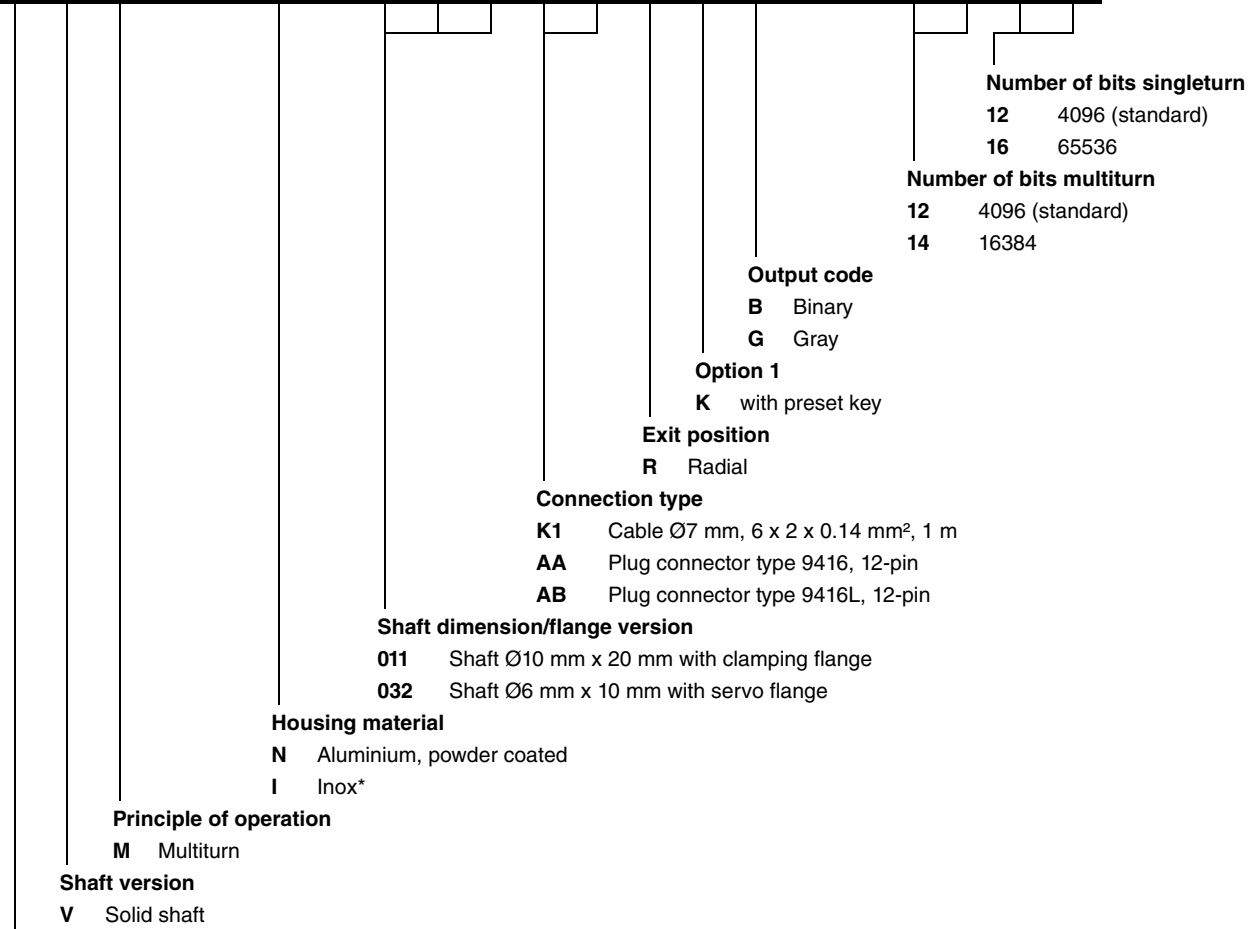 Number of bits singleturn
12 4096 (standard)
16 65536
Number of bits multiturn
12 4096 (standard)
14 16384
Output code
B Binary
G Gray
Option 1
K with preset key
Exit position
R Radial
Connection type
K1 Cable Ø7 mm, 6 x 2 x 0.14 mm², 1 m
AA Plug connector type 9416, 12-pin
AB Plug connector type 9416L, 12-pin
Shaft dimension/flange version
011 Shaft Ø10 mm x 20 mm with clamping flange
032 Shaft Ø6 mm x 10 mm with servo flange
Housing material
N Aluminium, powder coated
I Inox*
Principle of operation
M Multiturn
Shaft version
V Solid shaft